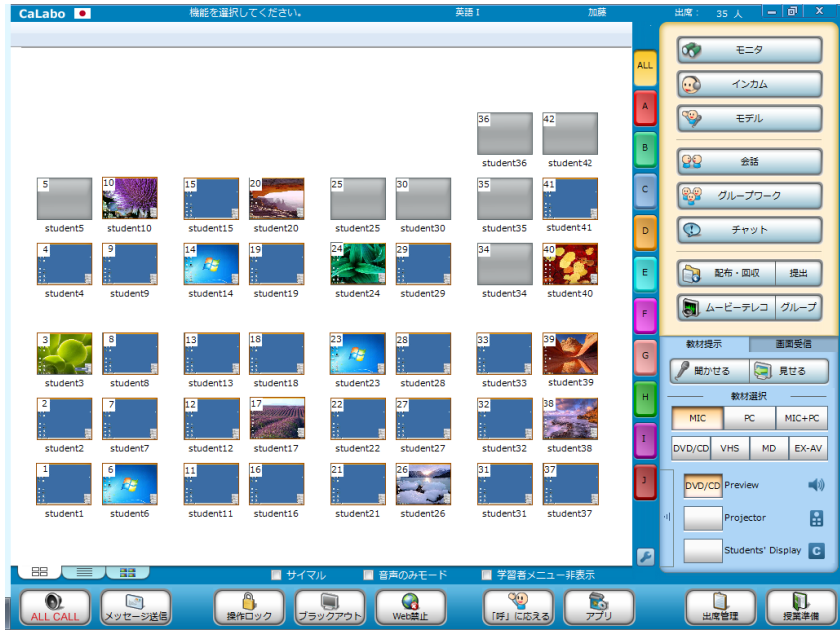 CaLabo 機能を選択してください。 英語 I 加藤 出席： 35 人
36 42
student36 student42
5 10 15 20 25 30 35 41
student5 student10 student15 student20 student25 student30 student35 student41
4 9 14 19 24 29 34 40
student4 student9 student14 student19 student24 student29 student34 student40
3 8 13 18 23 28 33 39
student3 student8 student13 student18 student23 student28 student33 student39
2 7 12 17 22 27 32 38
student2 student7 student12 student17 student22 student27 student32 student38
1 6 11 16 21 26 31 37
student1 student6 student11 student16 student21 student26 student31 student37
ALL
A
B
C
D
E
F
G
H
I
J
モニタ
インカム
モデル
会話
グループワーク
チャット
配布・回収 提出
ムービーテレコ グループ
教材提示 画面受信
聞かせる 見せる
教材選択
MIC PC MIC+PC
DVD/CD VHS MD EX-AV
DVD/CD Preview
Projector
Students' Display C
サイマル 音声のみモード 学習者メニュー非表示
ALL CALL メッセージ送信 操作ロック ブラックアウト Web禁止 「呼」に応える アプリ 出席管理 授業準備